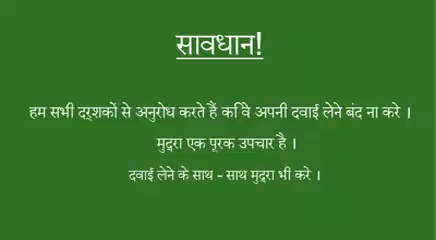 सावधान!
हम सभी दर्शकों से अनुरोध करते हैं कि वे अपनी दवाई लेने बंद ना करे ।
मुद्रा एक पूरक उपचार है ।
दवाई लेने के साथ - साथ मुद्रा भी करे ।